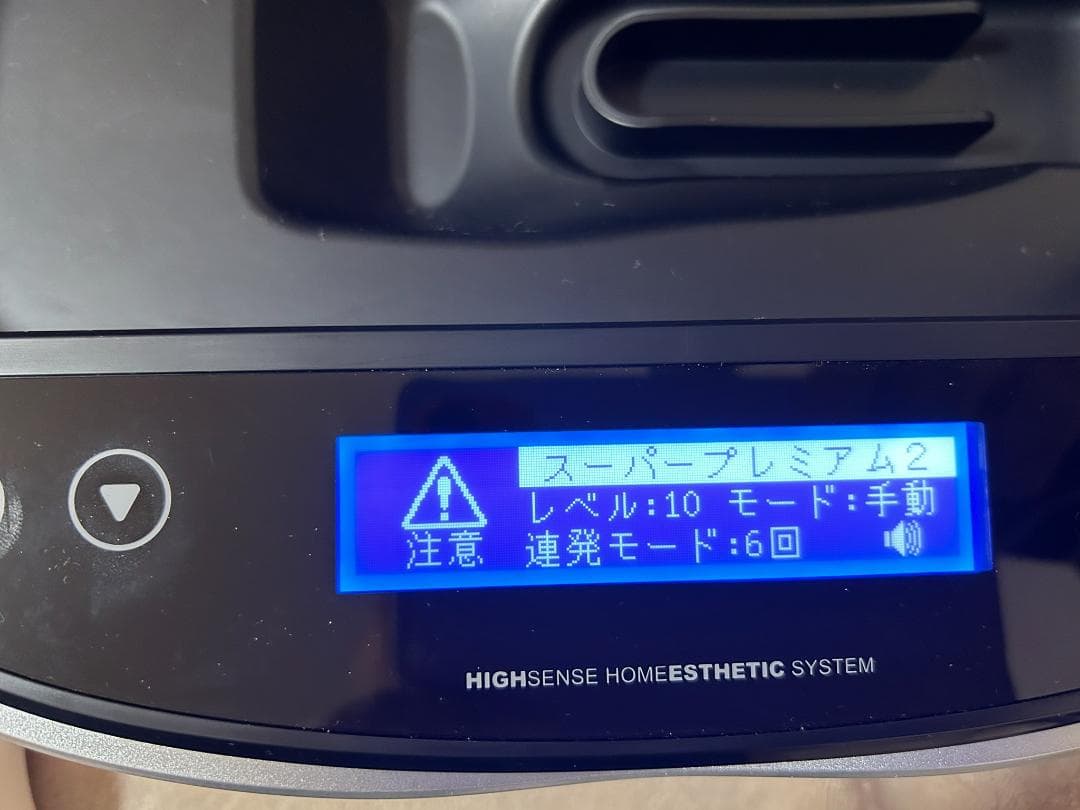 スーパープレミアム2
レベル:10 モード:手動
注意 連発モード:6回
HIGHSENSE HOMEESTHETIC SYSTEM